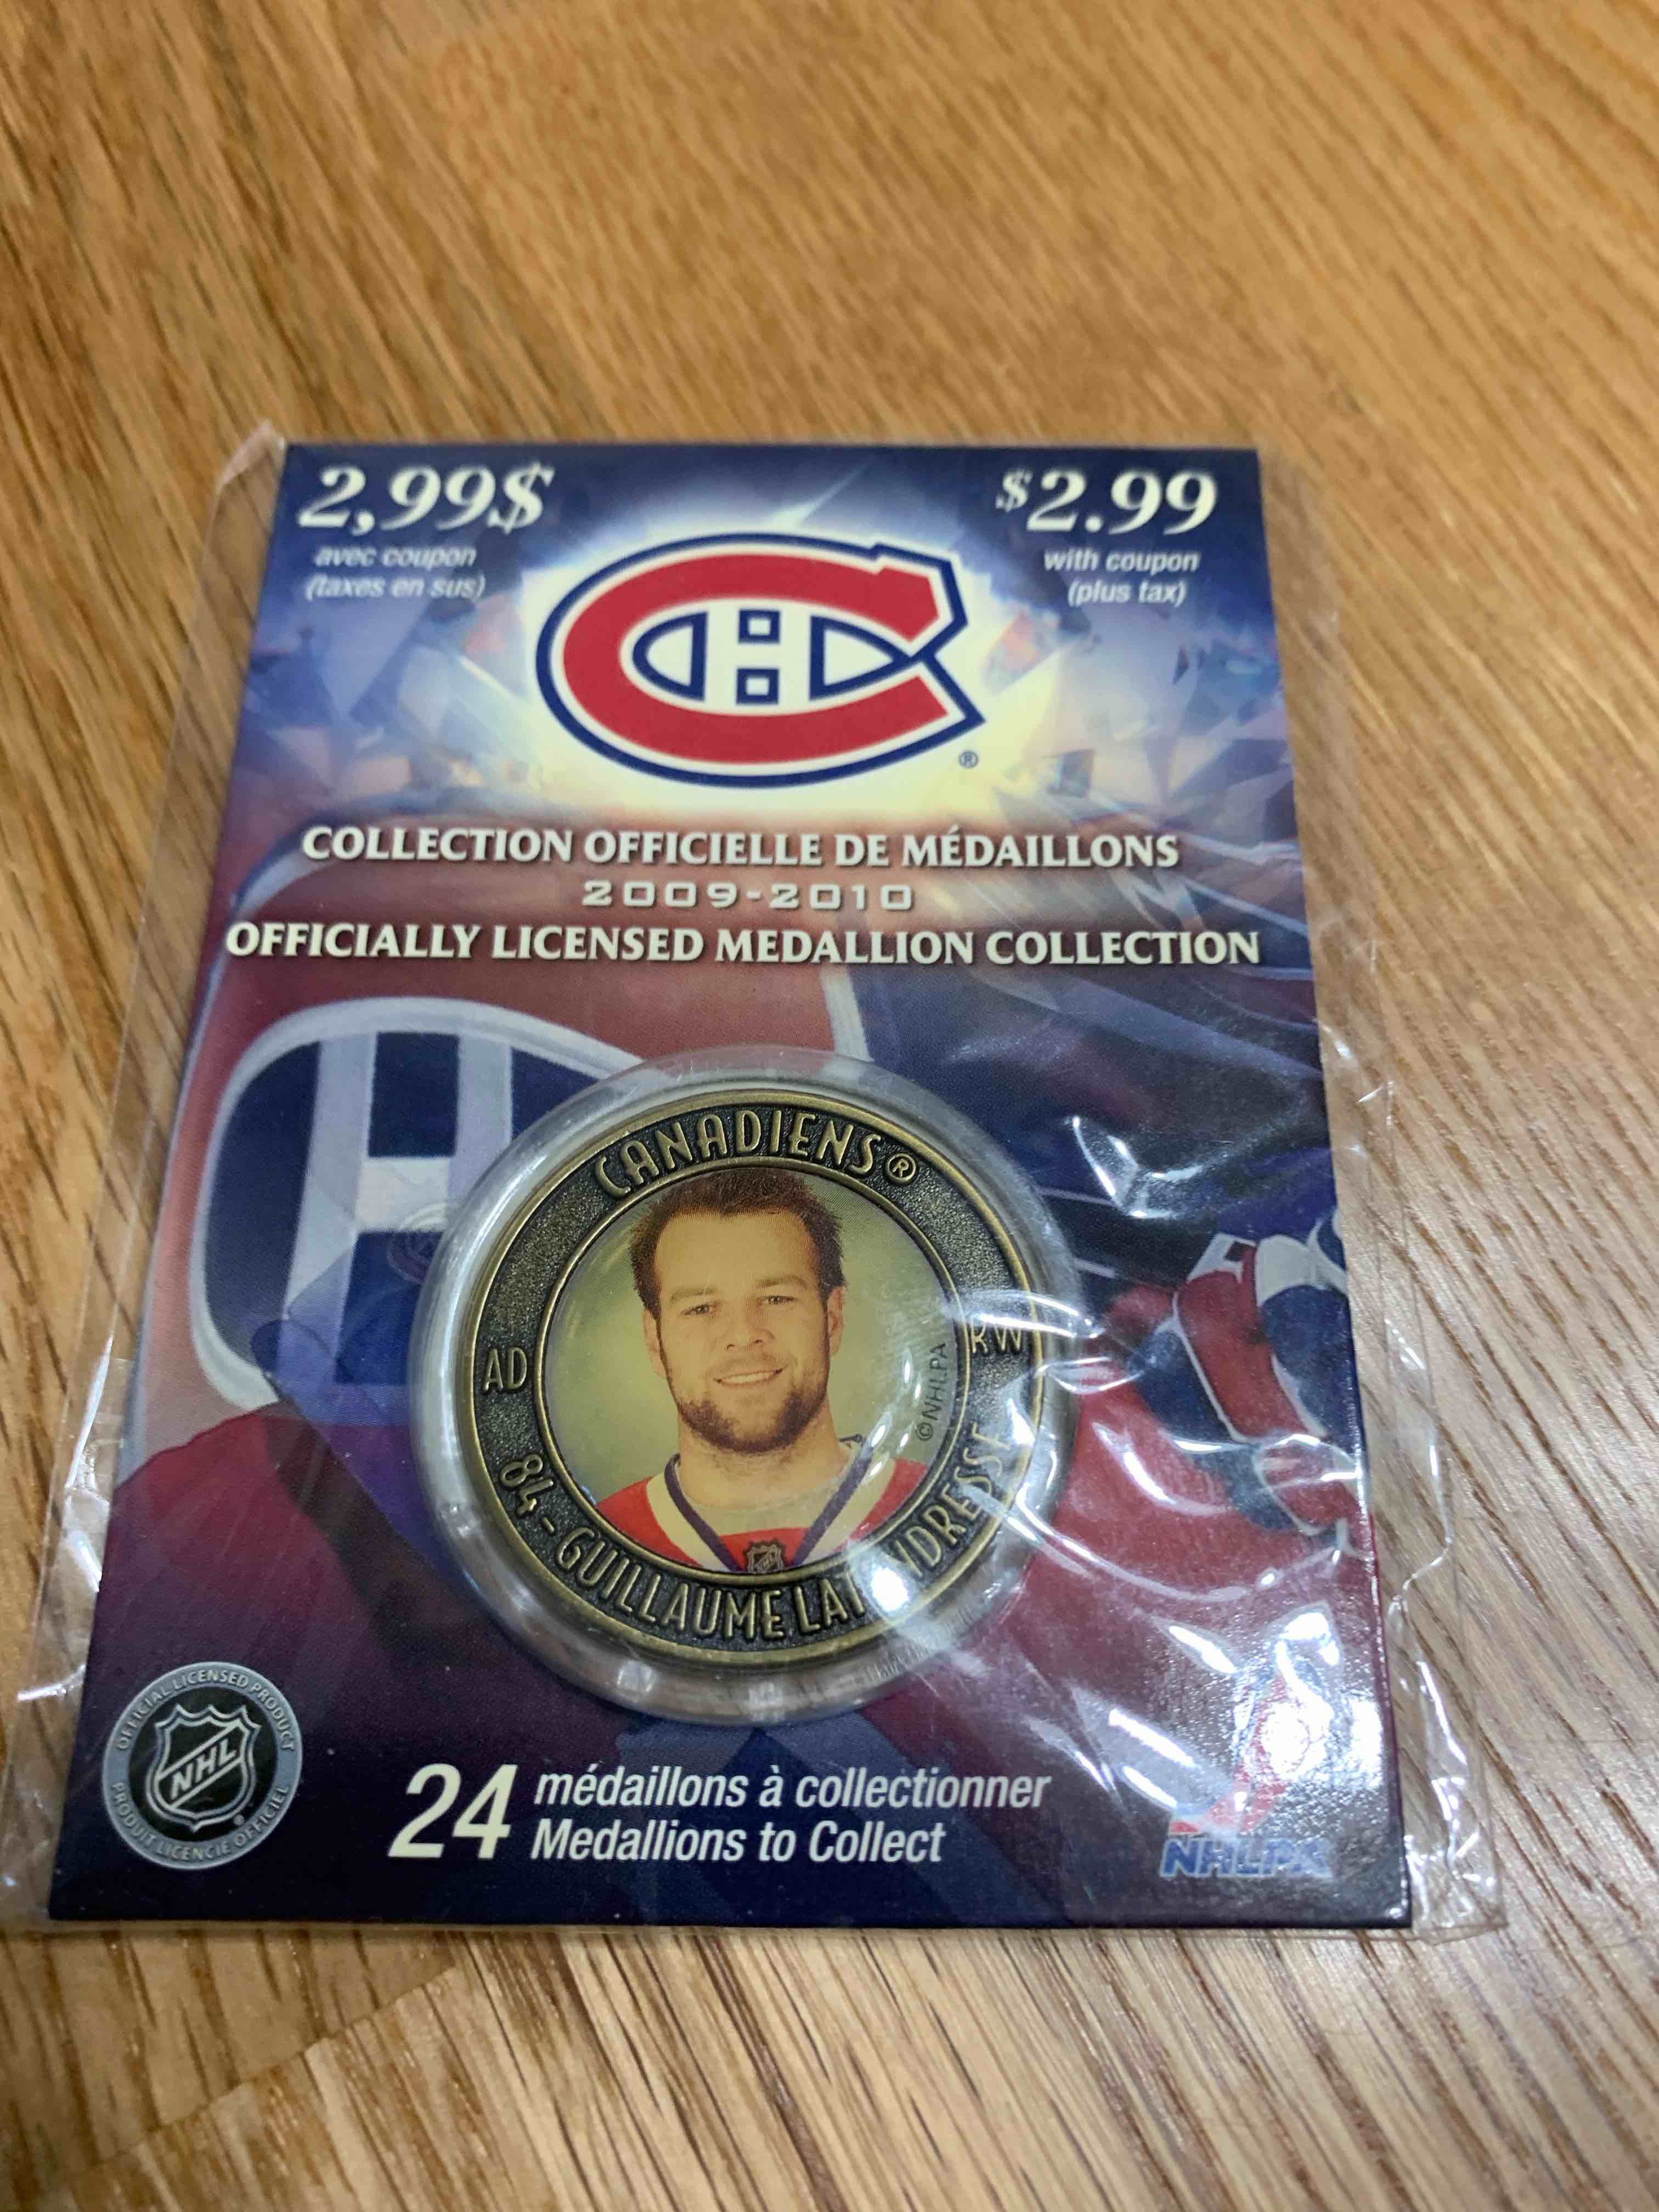 2,99$
avec coupon
(taxes en sus)
$2.99
with coupon
(plus tax)
®
COLLECTION OFFICIELLE DE MÉDAILLONS
2009-2010
OFFICIALLY LICENSED MEDALLION COLLECTION
CANADIENS®
AD
RW
©NHLPA
84 - GUILLAUME
OFFICIAL LICENSED PRODUCT
NHL
PRODUIT LICENCIÉ OFFICIEL
24 médaillons à collectionner
Medallions to Collect
NHLPA